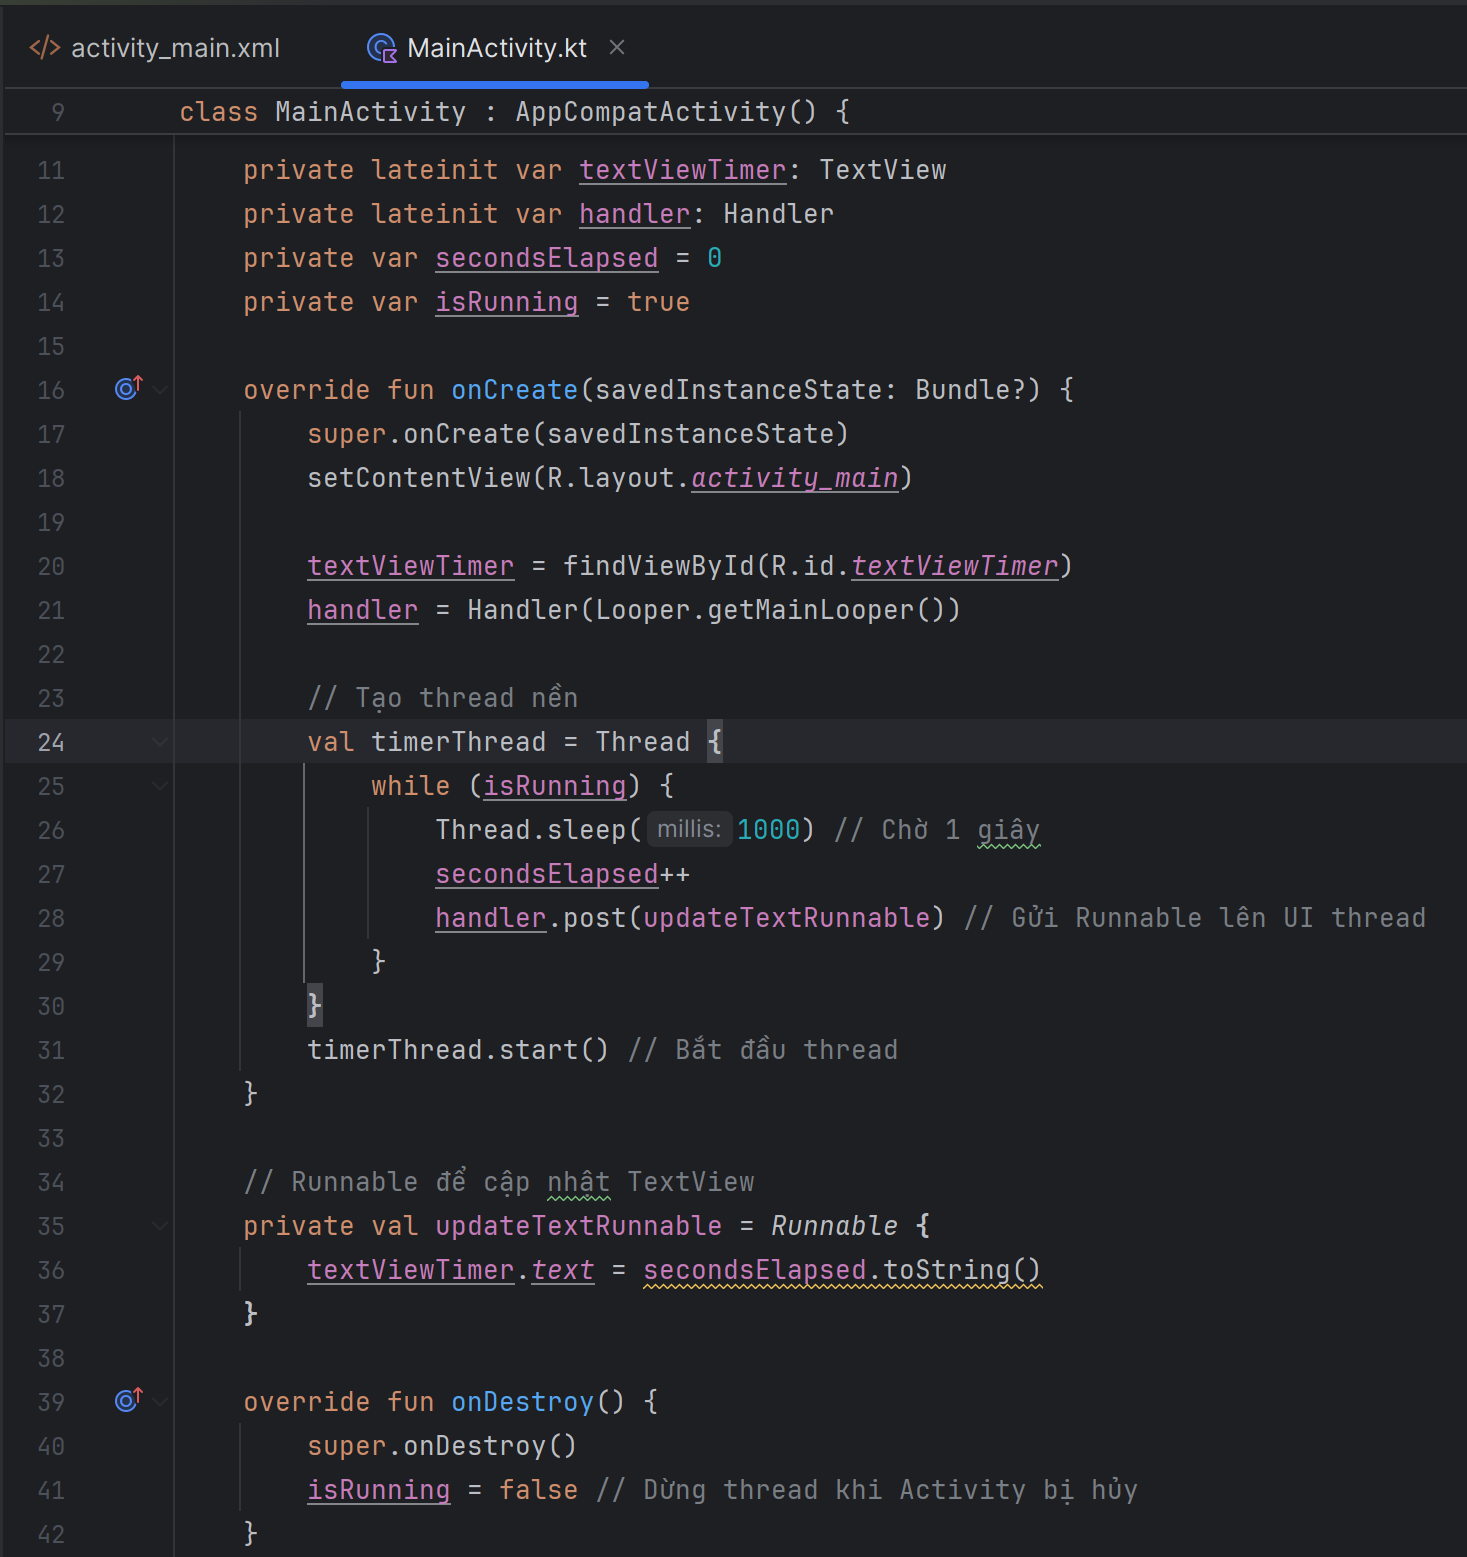 activity_main.xml
MainActivity.kt
9 class MainActivity : AppCompatActivity() {
11 private lateinit var textViewTimer: TextView
12 private lateinit var handler: Handler
13 private var secondsElapsed = 0
14 private var isRunning = true
15
16 override fun onCreate(savedInstanceState: Bundle?) {
17 super.onCreate(savedInstanceState)
18 setContentView(R.layout.activity_main)
19
20 textViewTimer = findViewById(R.id.textViewTimer)
21 handler = Handler(Looper.getMainLooper())
22
23 // Tạo thread nền
24 val timerThread = Thread {
25 while (isRunning) {
26 Thread.sleep( millis: 1000) // Chờ 1 giây
27 secondsElapsed++
28 handler.post(updateTextRunnable) // Gửi Runnable lên UI thread
29 }
30 }
31 timerThread.start() // Bắt đầu thread
32 }
33
34 // Runnable để cập nhật TextView
35 private val updateTextRunnable = Runnable {
36 textViewTimer.text = secondsElapsed.toString()
37 }
38
39 override fun onDestroy() {
40 super.onDestroy()
41 isRunning = false // Dừng thread khi Activity bị hủy
42 }